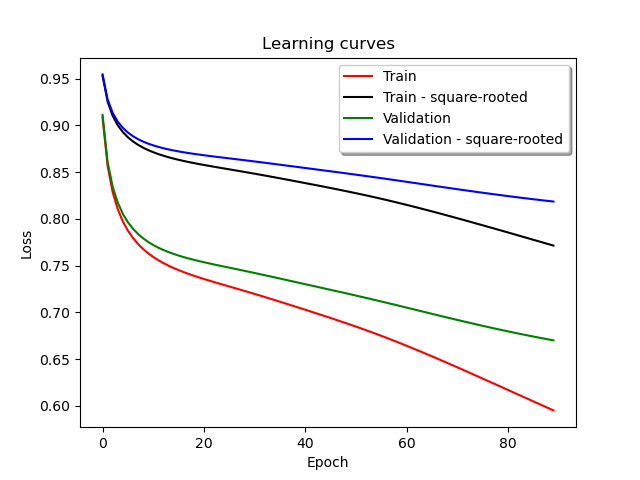 Learning curves
Train
Train - square-rooted
Validation
Validation - square-rooted
0.95
0.90
0.85
0.80
0.75
0.70
0.65
0.60
Loss
0 20 40 60 80
Epoch